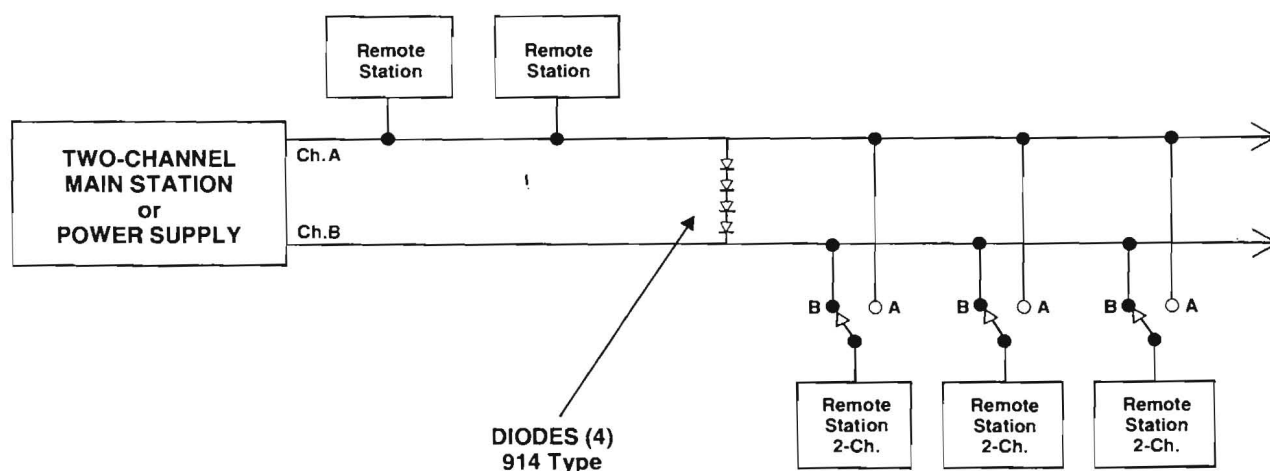 Remote
Station
Remote
Station
TWO-CHANNEL
MAIN STATION
or
POWER SUPPLY
Ch.A
Ch.B
B
A
B
A
B
A
Remote
Station
2-Ch.
Remote
Station
2-Ch.
Remote
Station
2-Ch.
DIODES (4)
914 Type